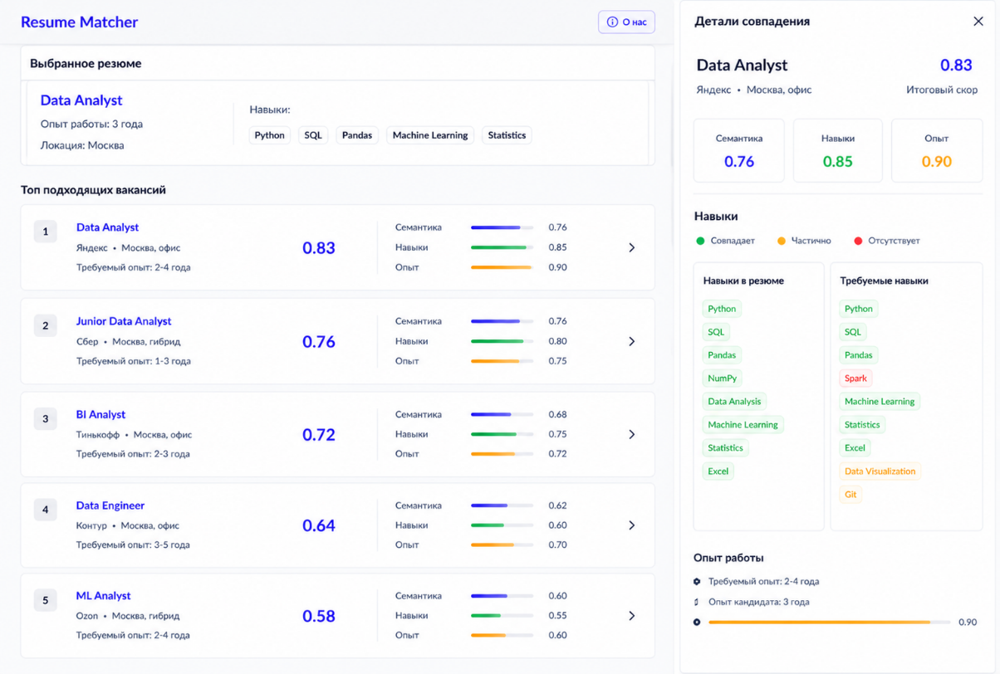 Resume Matcher
О нас
Выбранное резюме
Data Analyst
Опыт работы: 3 года
Локация: Москва
Навыки:
Python SQL Pandas Machine Learning Statistics
Топ подходящих вакансий
1
Data Analyst
Яндекс • Москва, офис
Требуемый опыт: 2-4 года
0.83
Семантика 0.76
Навыки 0.85
Опыт 0.90
2
Junior Data Analyst
Сбер • Москва, гибрид
Требуемый опыт: 1-3 года
0.76
Семантика 0.76
Навыки 0.80
Опыт 0.75
3
BI Analyst
Тинькофф • Москва, офис
Требуемый опыт: 2-3 года
0.72
Семантика 0.68
Навыки 0.75
Опыт 0.72
4
Data Engineer
Контур • Москва, офис
Требуемый опыт: 3-5 года
0.64
Семантика 0.62
Навыки 0.60
Опыт 0.70
5
ML Analyst
Ozon • Москва, гибрид
Требуемый опыт: 2-4 года
0.58
Семантика 0.60
Навыки 0.55
Опыт 0.60
Детали совпадения
Data Analyst
Яндекс • Москва, офис
0.83
Итоговый скор
Семантика
0.76
Навыки
0.85
Опыт
0.90
Навыки
Совпадает Частично Отсутствует
Навыки в резюме
Python
SQL
Pandas
NumPy
Data Analysis
Machine Learning
Statistics
Excel
Требуемые навыки
Python
SQL
Pandas
Spark
Machine Learning
Statistics
Excel
Data Visualization
Git
Опыт работы
Требуемый опыт: 2-4 года
Опыт кандидата: 3 года
0.90